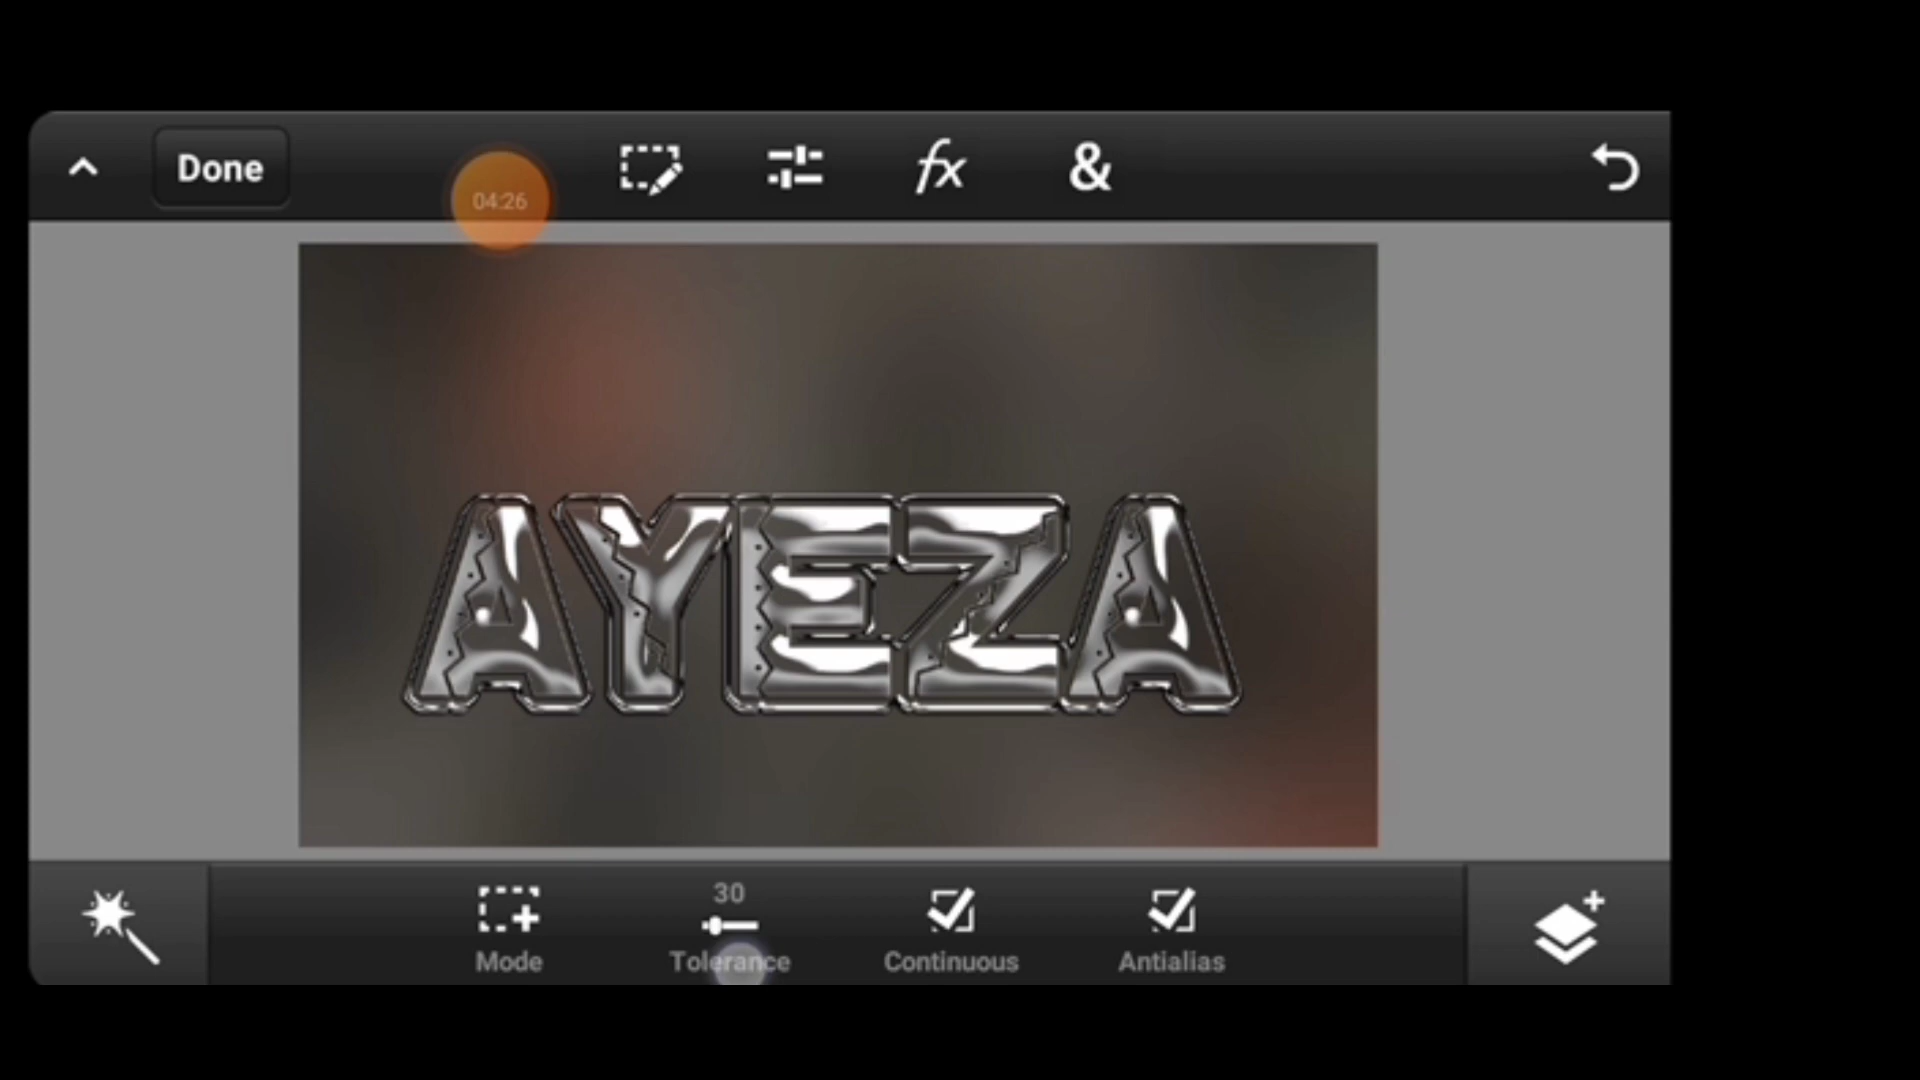 Done
04:26
fx
&
AYEZA
30
Mode
Tolerance
Continuous
Antialias